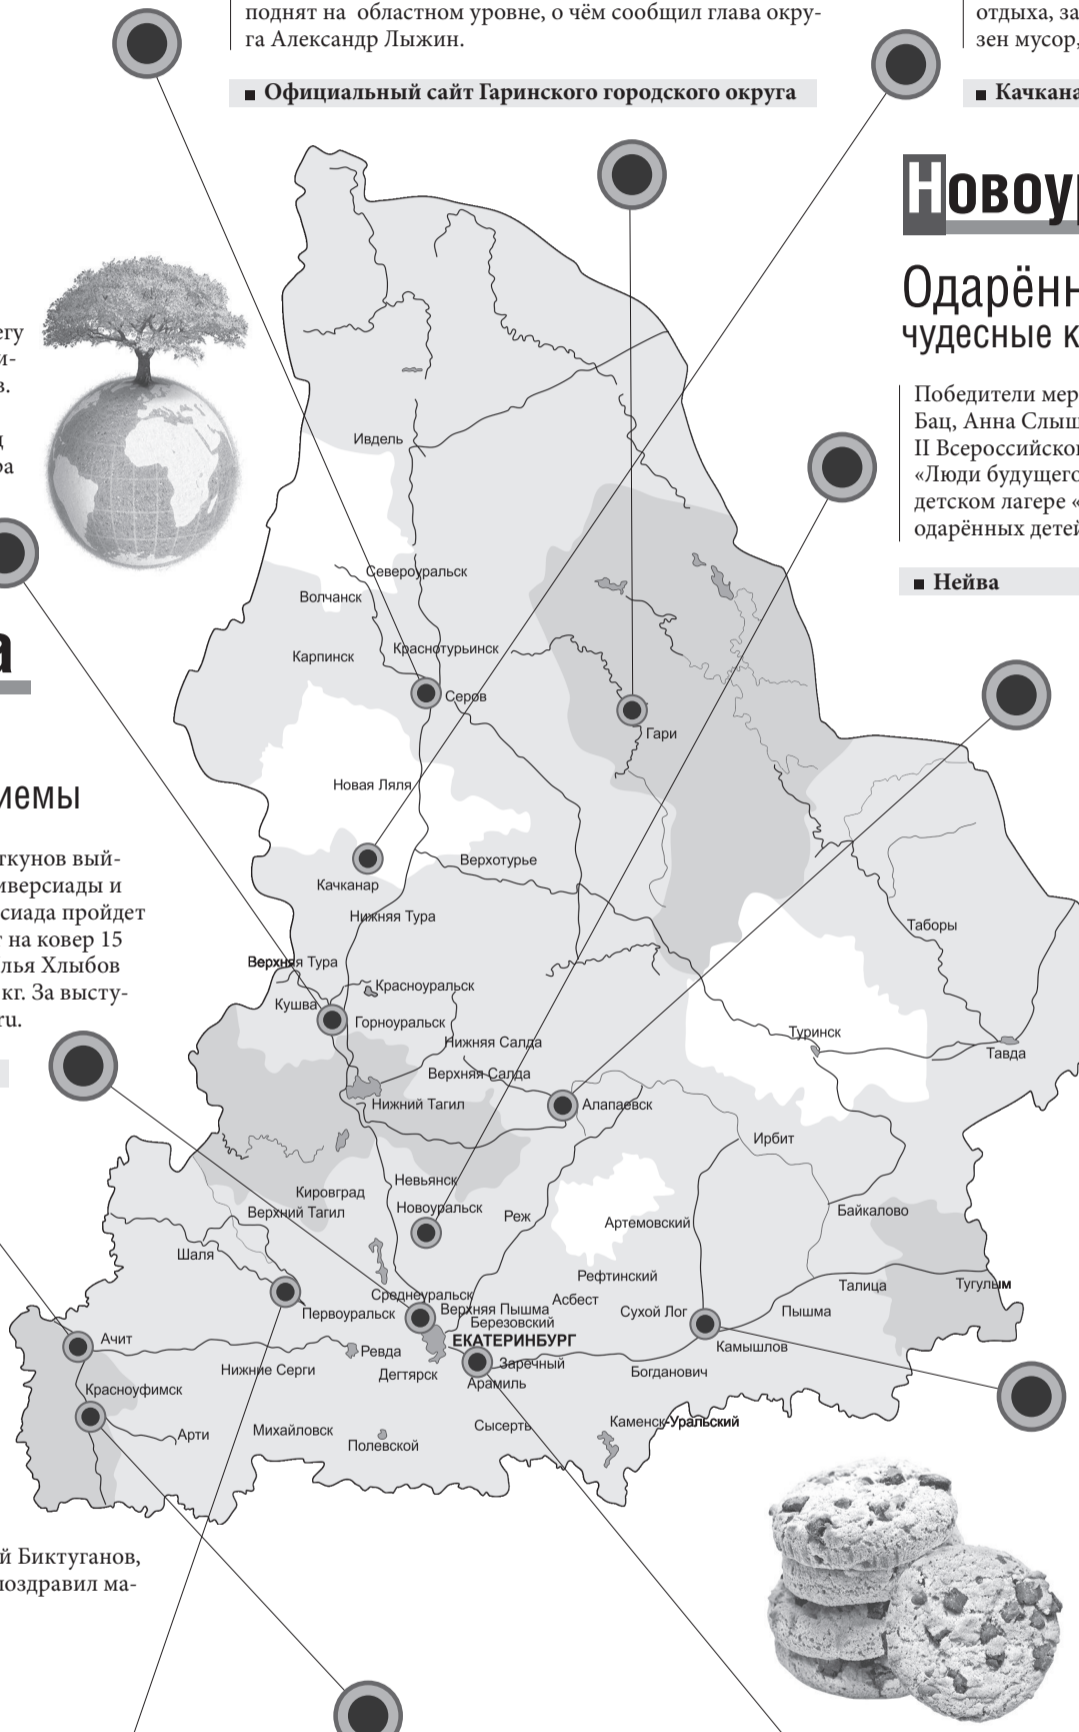 поднят на областном уровне, о чём сообщил глава окру-
га Александр Лыжин.
■ Официальный сайт Гаринского городского округа
отдыха, за
зен мусор,
■ Качкана
Новоур
Одарённ
чудесные к
Победители мер
Бац, Анна Слыш
II Всероссийског
«Люди будущего
детском лагере «
одарённых детей
■ Нейва
егу
и-
в.
д
ра
а
иемы
ткунов вый-
иверсиады и
сиада пройдет
т на ковер 15
лья Хлыбов
кг. За высту-
ru.
Ивдель
Североуральск
Волчанск
Краснотурьинск
Карпинск
Серов
Гари
Новая Ляля
Верхотурье
Качканар
Нижняя Тура
Таборы
Верхняя Тура
Красноуральск
Кушва
Горноуральск
Туринск
Нижняя Салда
Тавда
Верхняя Салда
Нижний Тагил
Алапаевск
Ирбит
Невьянск
Кировград
Новоуральск
Верхний Тагил
Реж
Артемовский
Байкалово
Шаля
Рефтинский
Талица
Тугулым
Среднеуральск
Асбест
Первоуральск
Верхняя Пышма
Сухой Лог
Пышма
Березовский
Ачит
ЕКАТЕРИНБУРГ
Камышлов
Ревда
Заречный
Нижние Серги
Дегтярск
Богданович
Арамиль
Красноуфимск
Каменск-Уральский
Сысерть
Арти
Михайловск
Полевской
й Биктуганов,
поздравил ма-